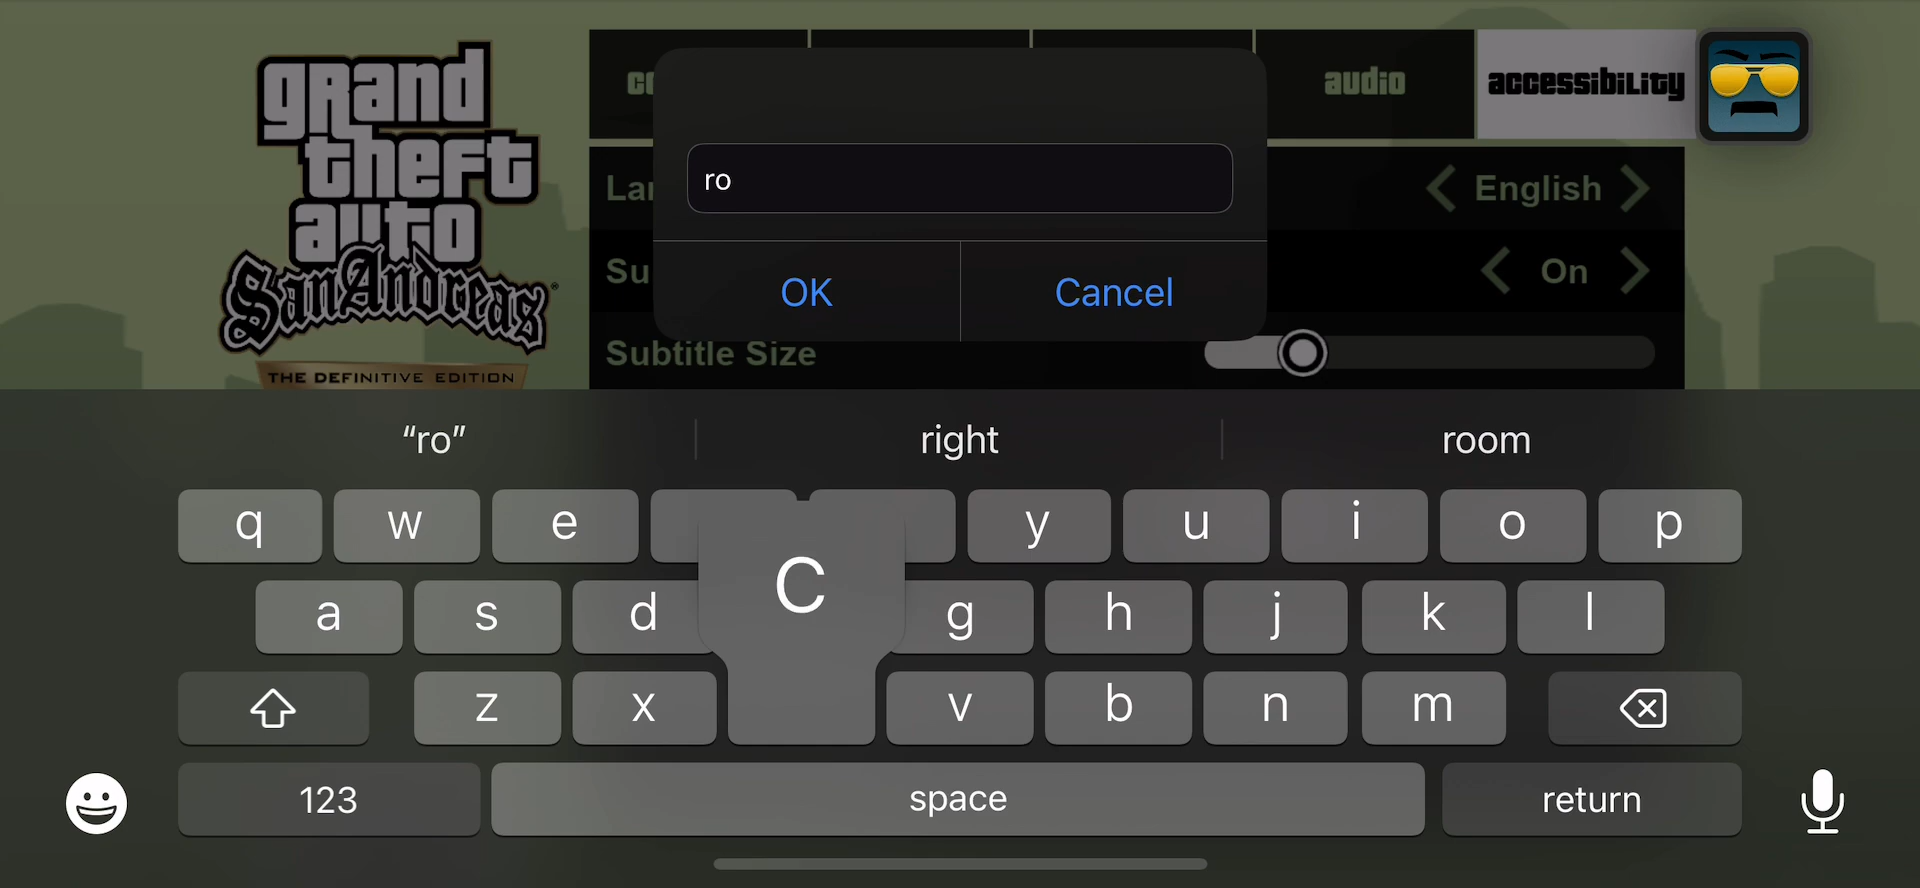 grand
theft
auto
San Andreas
THE DEFINITIVE EDITION
audio
accessibility
ro
English
Su
On
OK
Cancel
Subtitle Size
“ro”
right
room
q w e y u i o p
a s d C g h j k l
z x v b n m
123
space
return